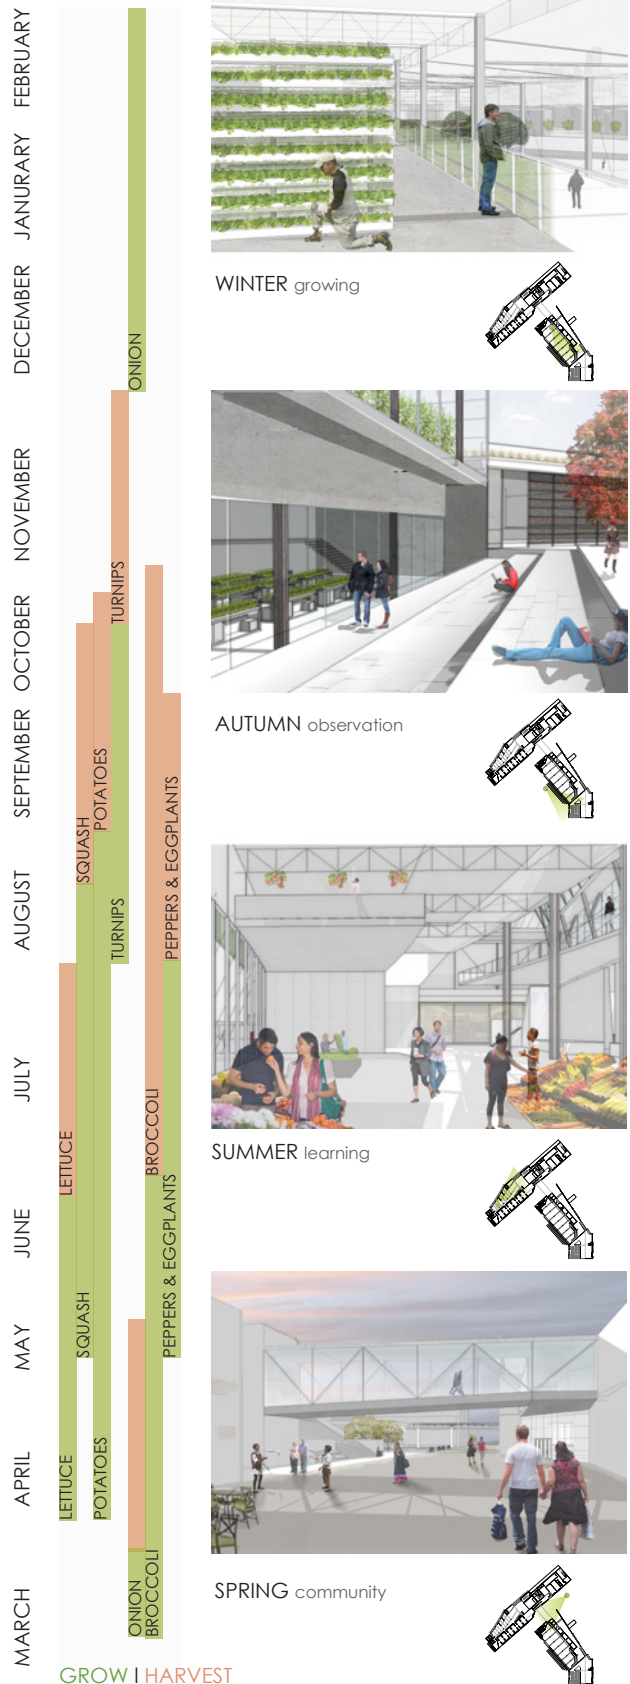 FEBRUARY
JANURARY
DECEMBER
NOVEMBER
OCTOBER
SEPTEMBER
AUGUST
JULY
JUNE
MAY
APRIL
MARCH
ONION
TURNIPS
POTATOES
SQUASH
PEPPERS & EGGPLANTS
TURNIPS
BROCCOLI
LETTUCE
PEPPERS & EGGPLANTS
SQUASH
POTATOES
LETTUCE
BROCCOLI
ONION
GROW | HARVEST
WINTER growing
AUTUMN observation
SUMMER learning
SPRING community